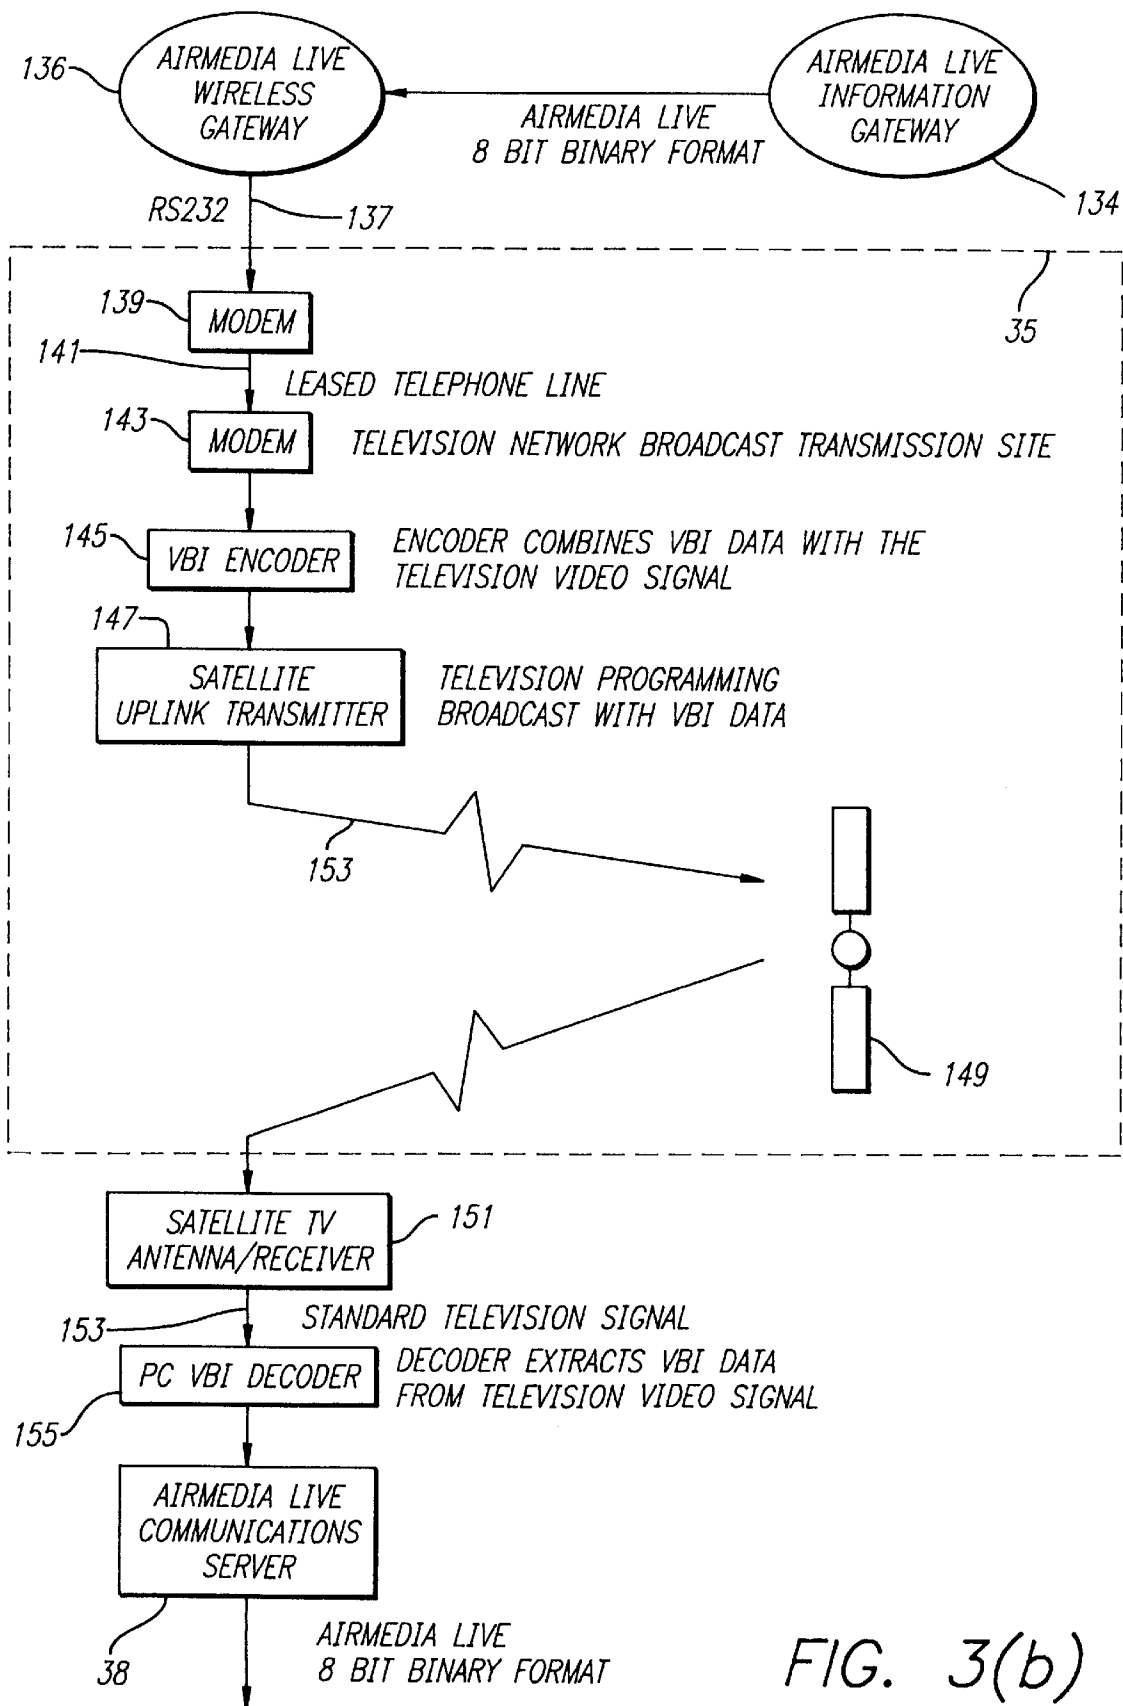 136
AIRMEDIA LIVE
WIRELESS
GATEWAY
AIRMEDIA LIVE
8 BIT BINARY FORMAT
AIRMEDIA LIVE
INFORMATION
GATEWAY
134
RS232
137
35
139
MODEM
141
LEASED TELEPHONE LINE
143
MODEM
TELEVISION NETWORK BROADCAST TRANSMISSION SITE
145
VBI ENCODER
ENCODER COMBINES VBI DATA WITH THE
TELEVISION VIDEO SIGNAL
147
SATELLITE
UPLINK TRANSMITTER
TELEVISION PROGRAMMING
BROADCAST WITH VBI DATA
153
149
SATELLITE TV
ANTENNA/RECEIVER
151
153
STANDARD TELEVISION SIGNAL
PC VBI DECODER
DECODER EXTRACTS VBI DATA
FROM TELEVISION VIDEO SIGNAL
155
AIRMEDIA LIVE
COMMUNICATIONS
SERVER
38
AIRMEDIA LIVE
8 BIT BINARY FORMAT
FIG. 3(b)